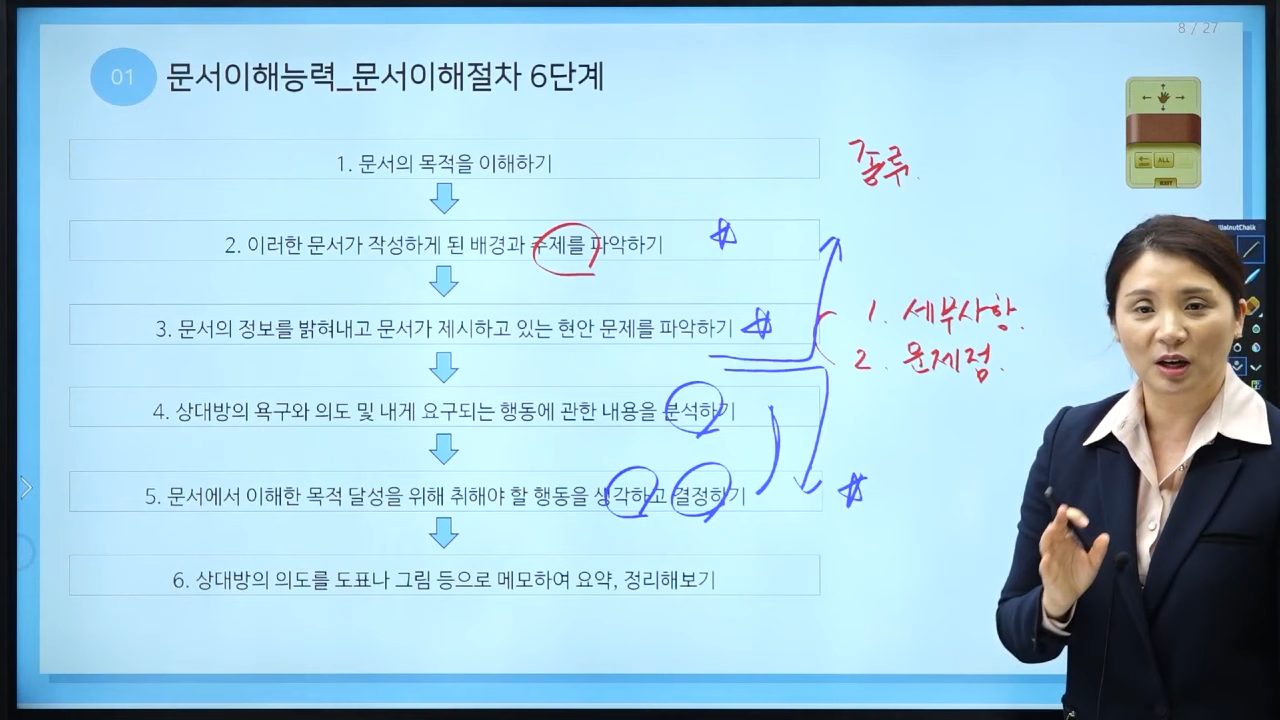 8 / 27
01
문서이해능력_문서이해절차 6단계
1. 문서의 목적을 이해하기
종류.
2. 이러한 문서가 작성하게 된 배경과 주제를 파악하기
3. 문서의 정보를 밝혀내고 문서가 제시하고 있는 현안 문제를 파악하기
1. 세부사항.
2. 문제점.
4. 상대방의 욕구와 의도 및 내게 요구되는 행동에 관한 내용을 분석하기
5. 문서에서 이해한 목적 달성을 위해 취해야 할 행동을 생각하고 결정하기
6. 상대방의 의도를 도표나 그림 등으로 메모하여 요약, 정리해보기
ALL
EXIT
WalnutChalk